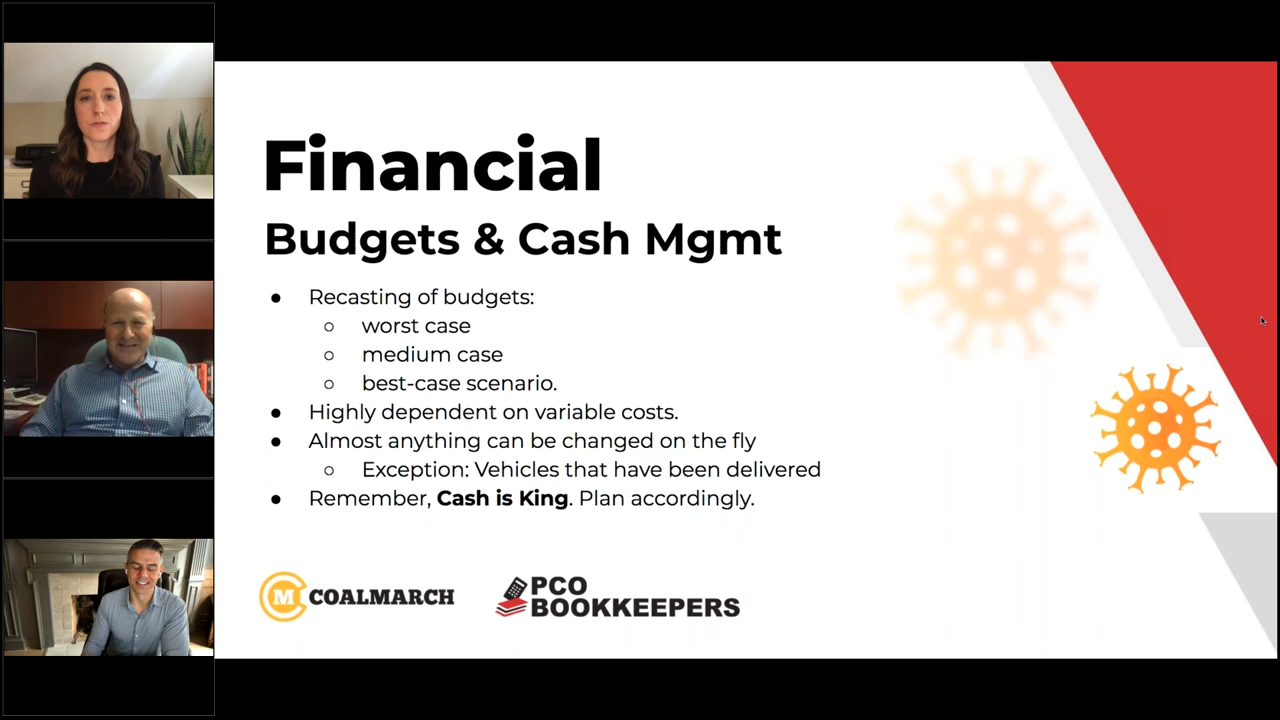 Financial
Budgets & Cash Mgmt
● Recasting of budgets:
○ worst case
○ medium case
○ best-case scenario.
● Highly dependent on variable costs.
● Almost anything can be changed on the fly
○ Exception: Vehicles that have been delivered
● Remember, Cash is King. Plan accordingly.
M COALMARCH
PCO
BOOKKEEPERS